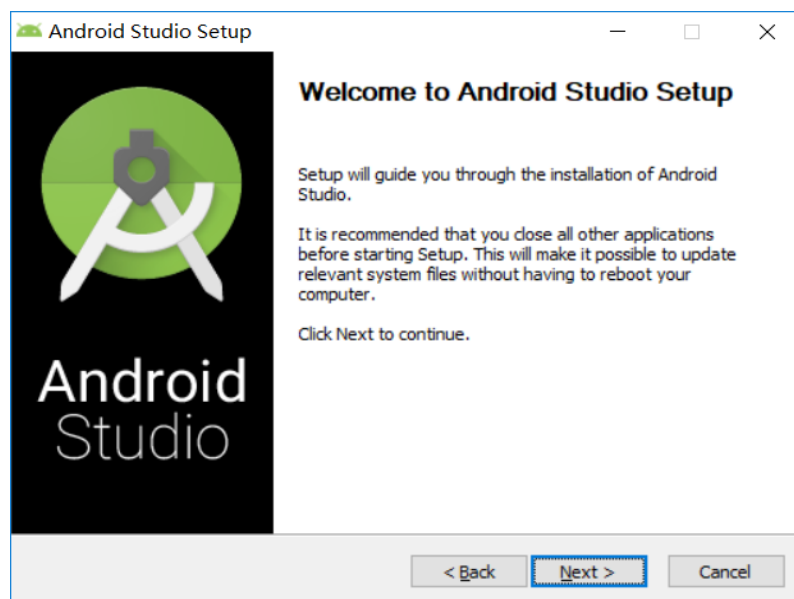 Android Studio Setup
Welcome to Android Studio Setup
Setup will guide you through the installation of Android
Studio.
It is recommended that you close all other applications
before starting Setup. This will make it possible to update
relevant system files without having to reboot your
computer.
Click Next to continue.
Android
Studio
< Back
Next >
Cancel